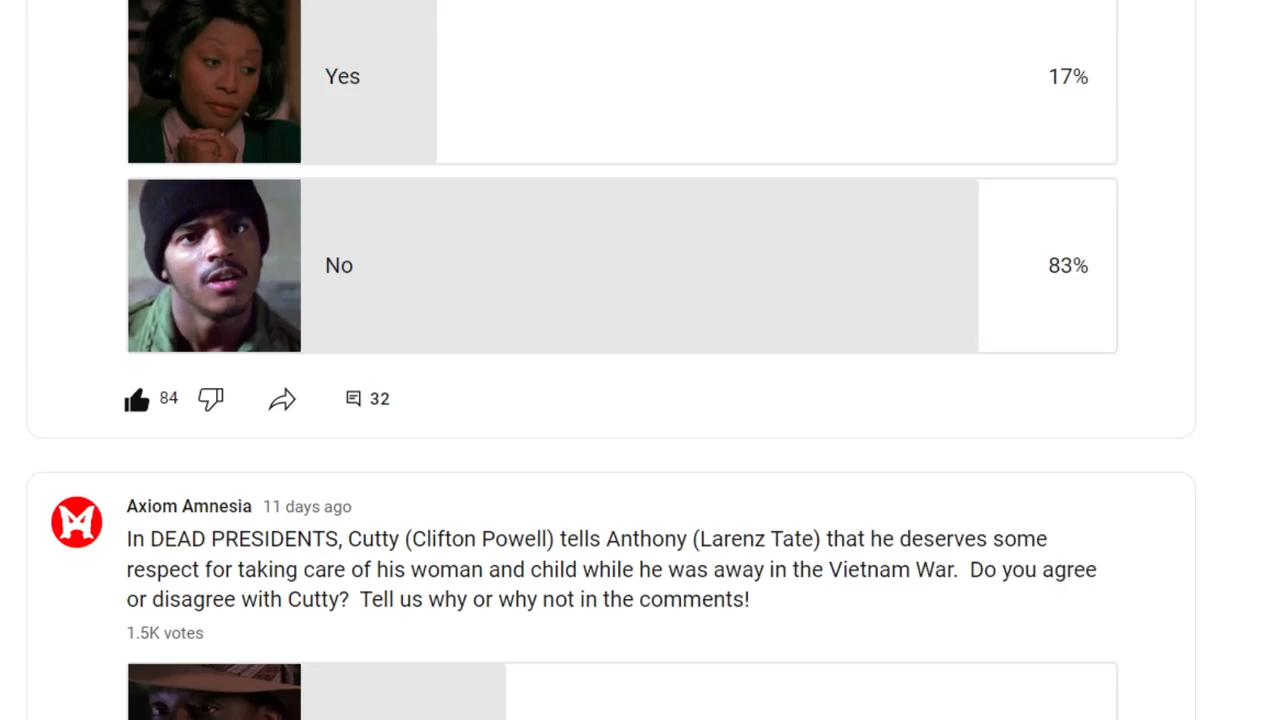 Yes
17%
No
83%
84
32
Axiom Amnesia 11 days ago
In DEAD PRESIDENTS, Cutty (Clifton Powell) tells Anthony (Larenz Tate) that he deserves some
respect for taking care of his woman and child while he was away in the Vietnam War.  Do you agree
or disagree with Cutty?  Tell us why or why not in the comments!
1.5K votes